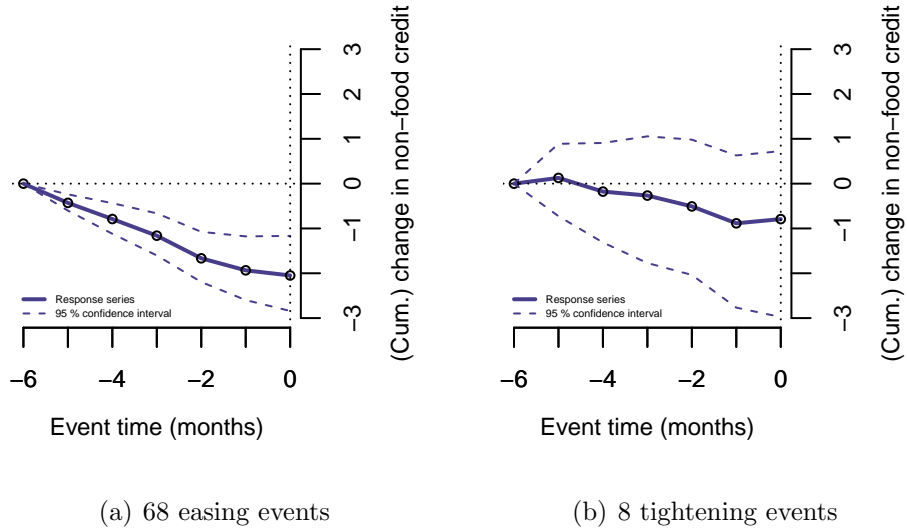 −6 −4 −2 0
−3 −1 0 1 2 3
Event time (months)
(Cum.) change in non−food credit
Response series
95 % confidence interval
(a) 68 easing events
−6 −4 −2 0
−3 −1 0 1 2 3
Event time (months)
(Cum.) change in non−food credit
Response series
95 % confidence interval
(b) 8 tightening events